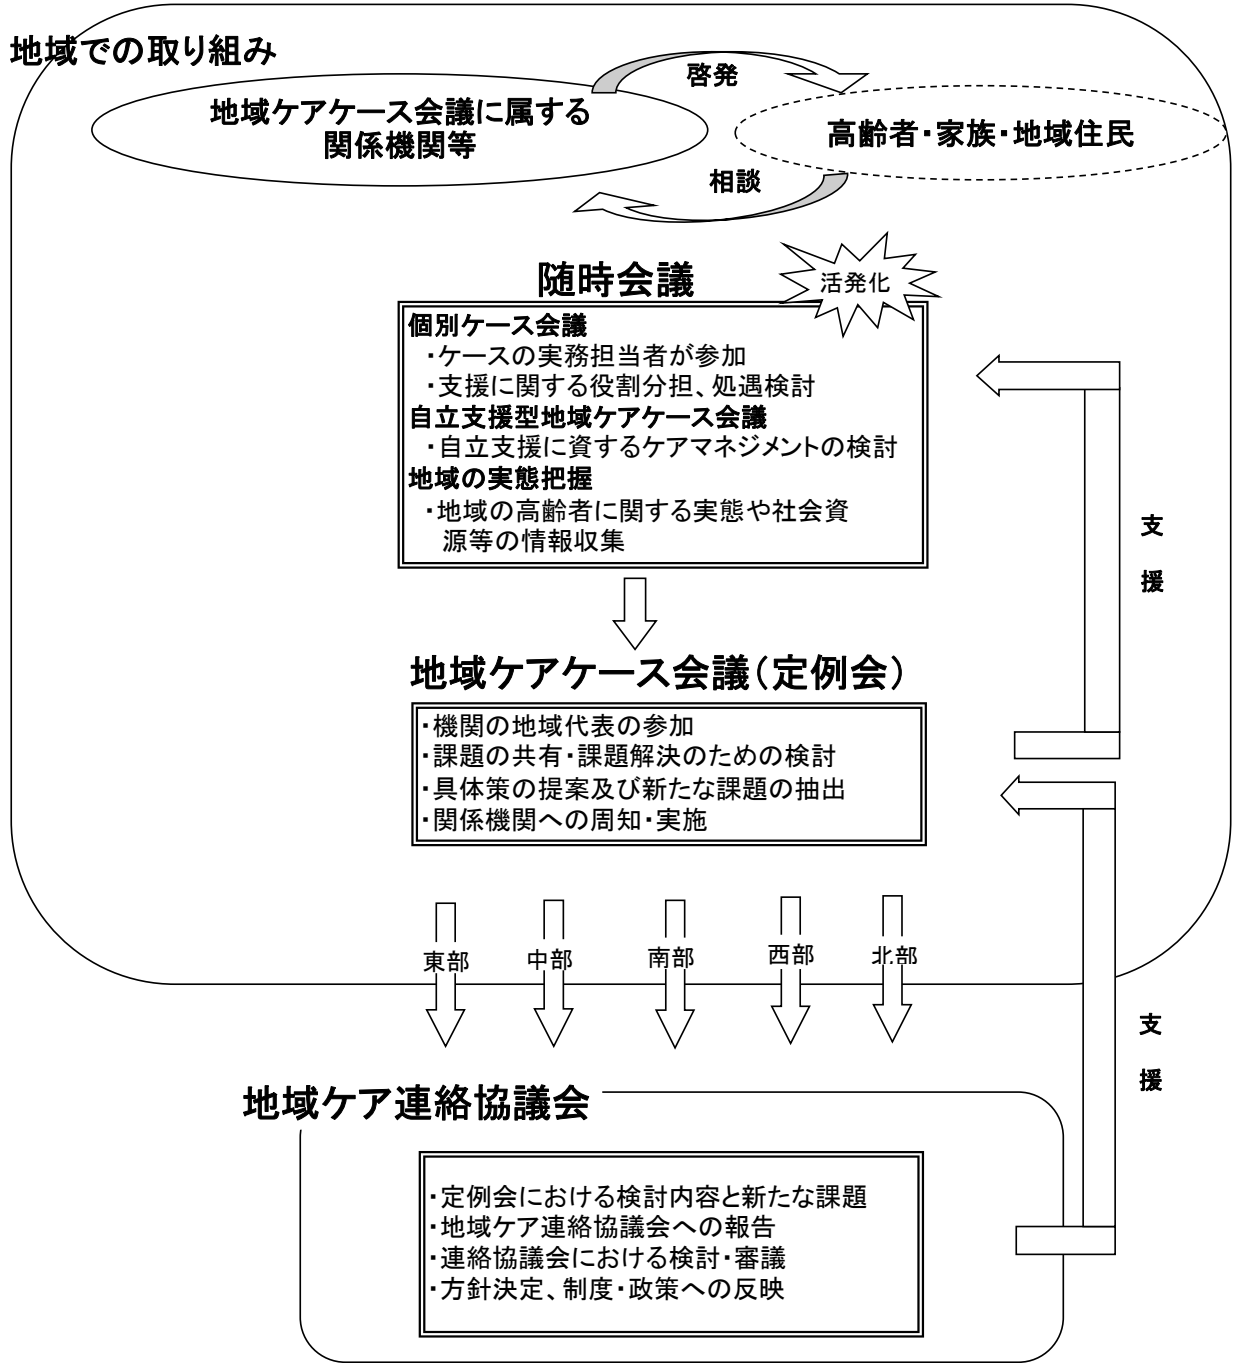 地域での取り組み
啓発
地域ケアケース会議に属する
関係機関等
高齢者・家族・地域住民
相談
随時会議
活発化
個別ケース会議
・ケースの実務担当者が参加
・支援に関する役割分担、処遇検討
自立支援型地域ケアケース会議
・自立支援に資するケアマネジメントの検討
地域の実態把握
・地域の高齢者に関する実態や社会資
源等の情報収集
支
援
地域ケアケース会議（定例会）
・機関の地域代表の参加
・課題の共有・課題解決のための検討
・具体策の提案及び新たな課題の抽出
・関係機関への周知・実施
東部
中部
南部
西部
北部
支
援
地域ケア連絡協議会
・定例会における検討内容と新たな課題
・地域ケア連絡協議会への報告
・連絡協議会における検討・審議
・方針決定、制度・政策への反映